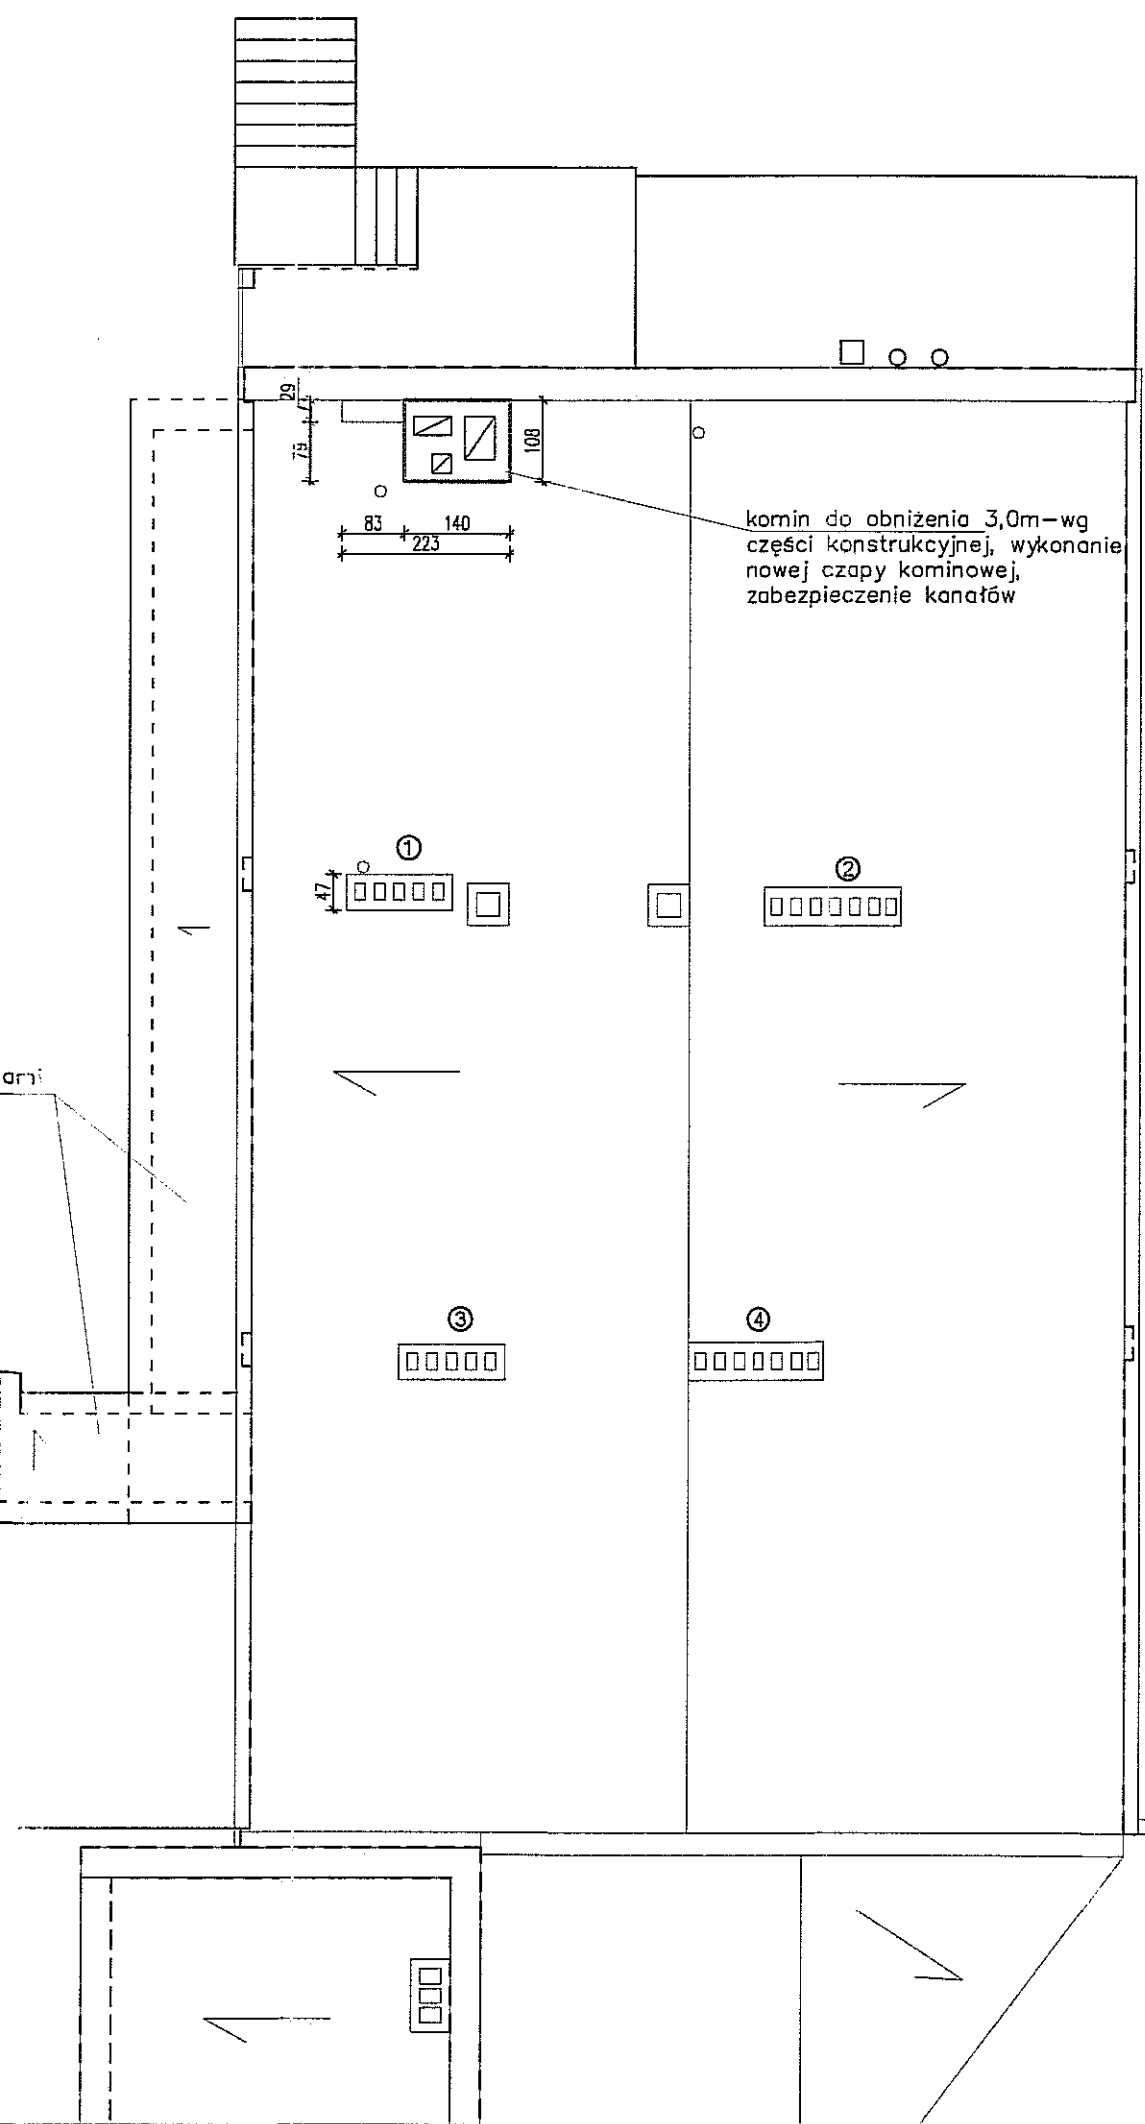 29
79
108
83
140
223
komin do obniżenia 3,0m-wg
części konstrukcyjnej, wykonanie
nowej czapy kominowej,
zabezpieczenie kanałów
1
47
2
ami
3
4